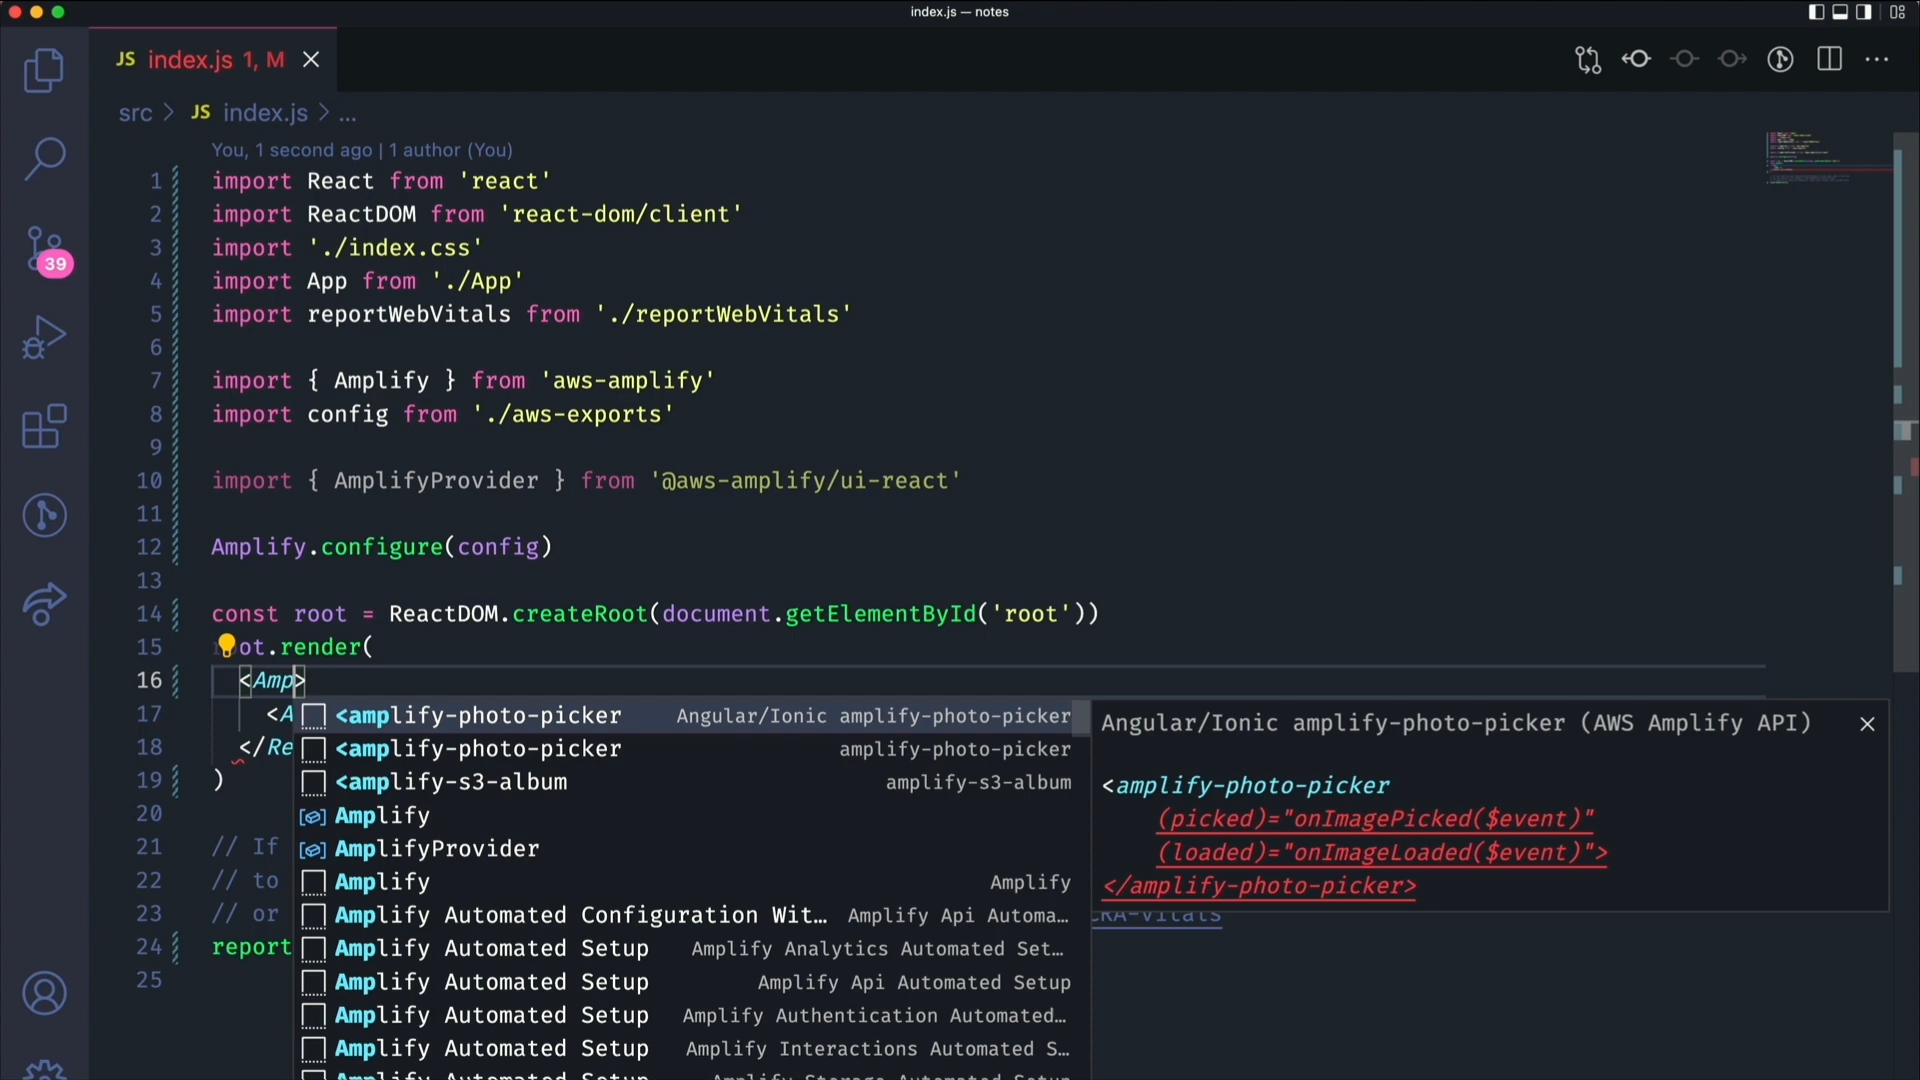 index.js — notes
JS index.js 1, M
src > JS index.js > ...
You, 1 second ago | 1 author (You)
1 import React from 'react'
2 import ReactDOM from 'react-dom/client'
3 import './index.css'
4 import App from './App'
5 import reportWebVitals from './reportWebVitals'
6
7 import { Amplify } from 'aws-amplify'
8 import config from './aws-exports'
9
10 import { AmplifyProvider } from '@aws-amplify/ui-react'
11
12 Amplify.configure(config)
13
14 const root = ReactDOM.createRoot(document.getElementById('root'))
15 ot.render(
16 <Amp>
17 <A
18 </Re
19 )
20
21 // If
22 // to
23 // or CRA-vitals
24 report
25
39
<amplify-photo-picker Angular/Ionic amplify-photo-picker
<amplify-photo-picker amplify-photo-picker
<amplify-s3-album amplify-s3-album
Amplify
AmplifyProvider
Amplify Amplify
Amplify Automated Configuration Wit… Amplify Api Automa…
Amplify Automated Setup Amplify Analytics Automated Set…
Amplify Automated Setup Amplify Api Automated Setup
Amplify Automated Setup Amplify Authentication Automated…
Amplify Automated Setup Amplify Interactions Automated S…
Amplify Automated Setup Amplify Storage Automated Setup
Angular/Ionic amplify-photo-picker (AWS Amplify API)
<amplify-photo-picker
(picked)="onImagePicked($event)"
(loaded)="onImageLoaded($event)">
</amplify-photo-picker>